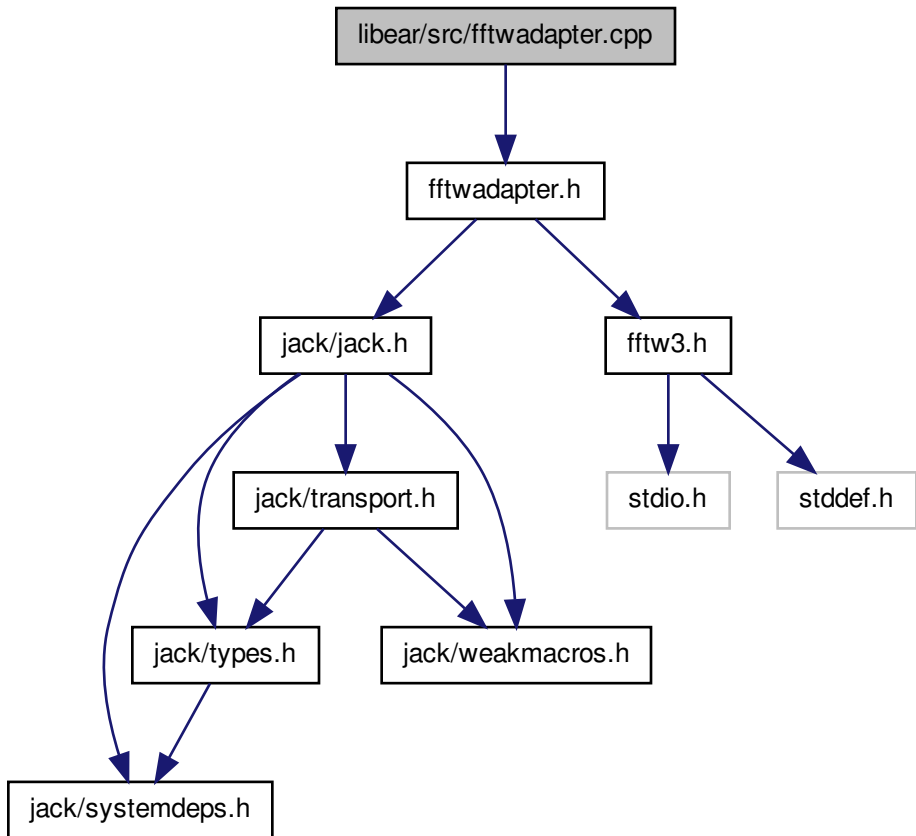 libear/src/fftwadapter.cpp
fftwadapter.h
jack/jack.h
fftw3.h
jack/transport.h
stdio.h
stddef.h
jack/types.h
jack/weakmacros.h
jack/systemdeps.h